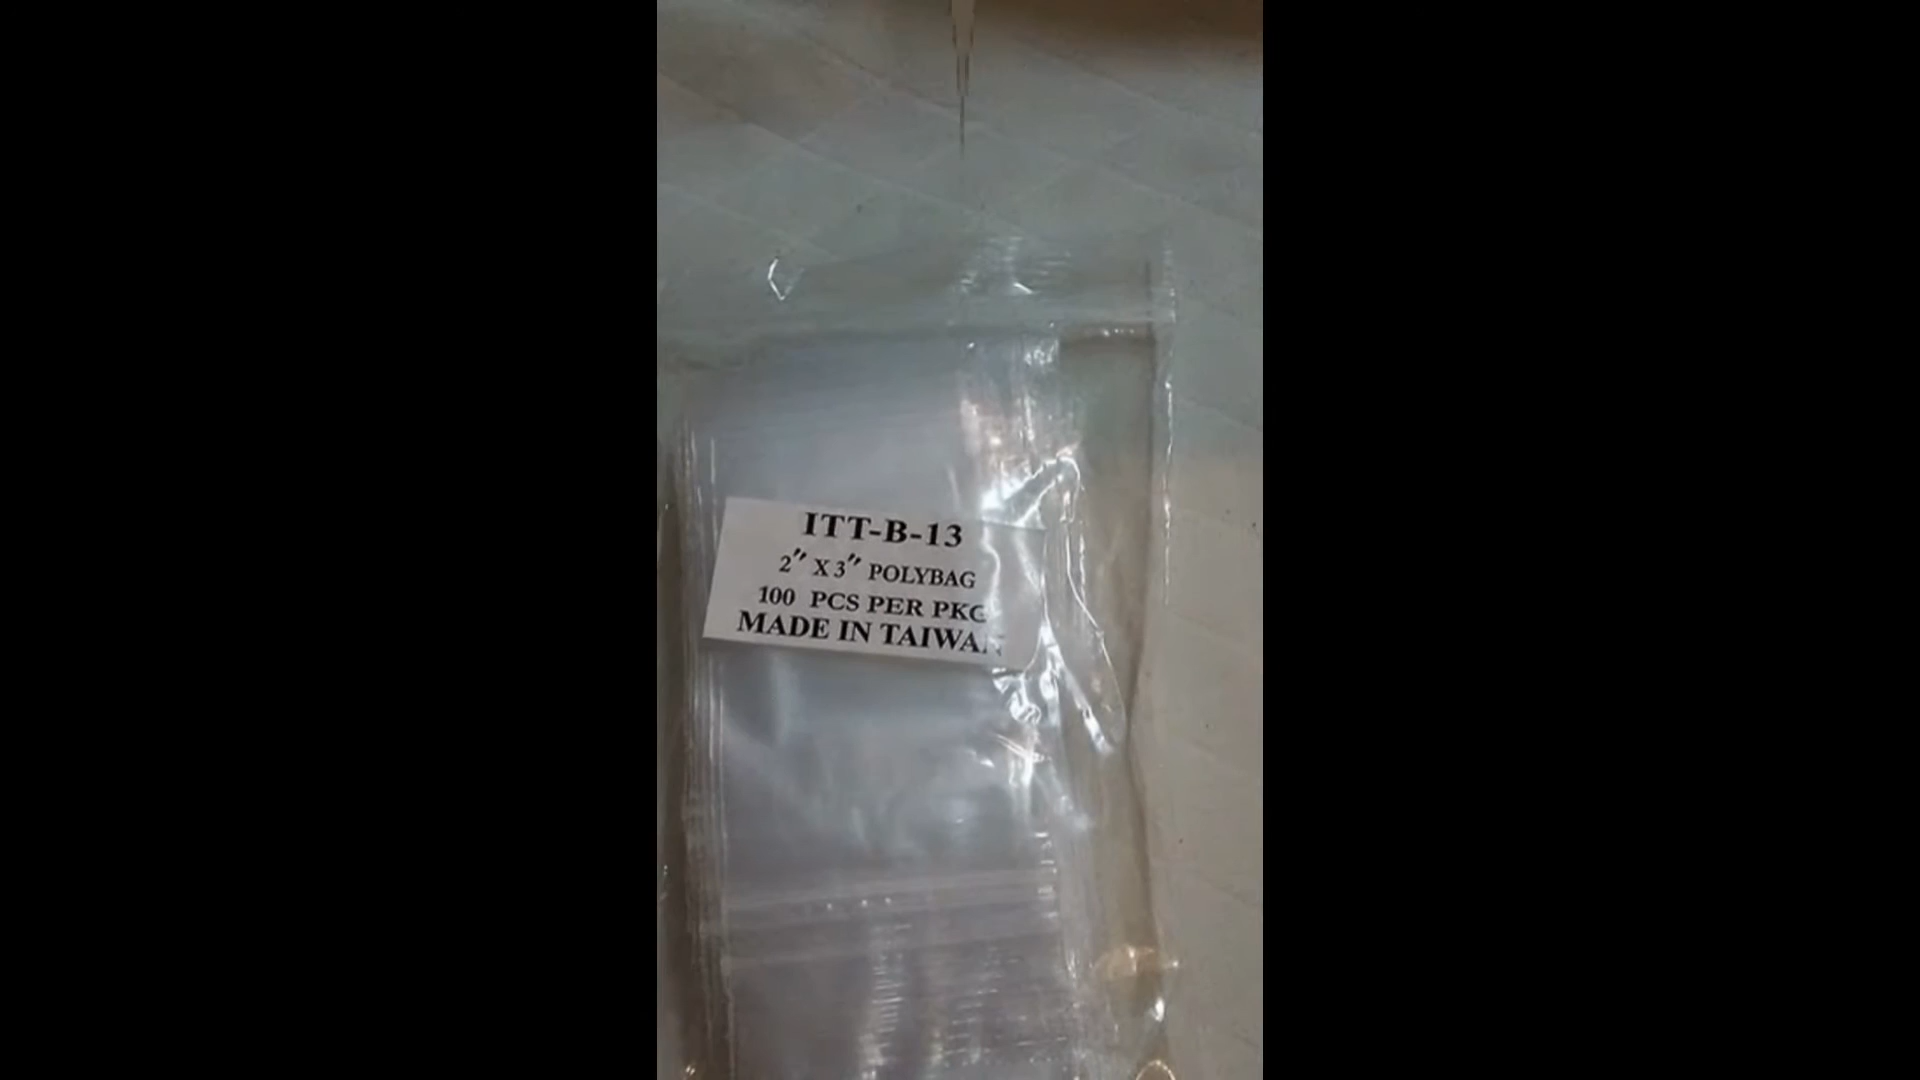 ITT-B-13
2" X 3" POLYBAG
100 PCS PER PKG
MADE IN TAIWAN